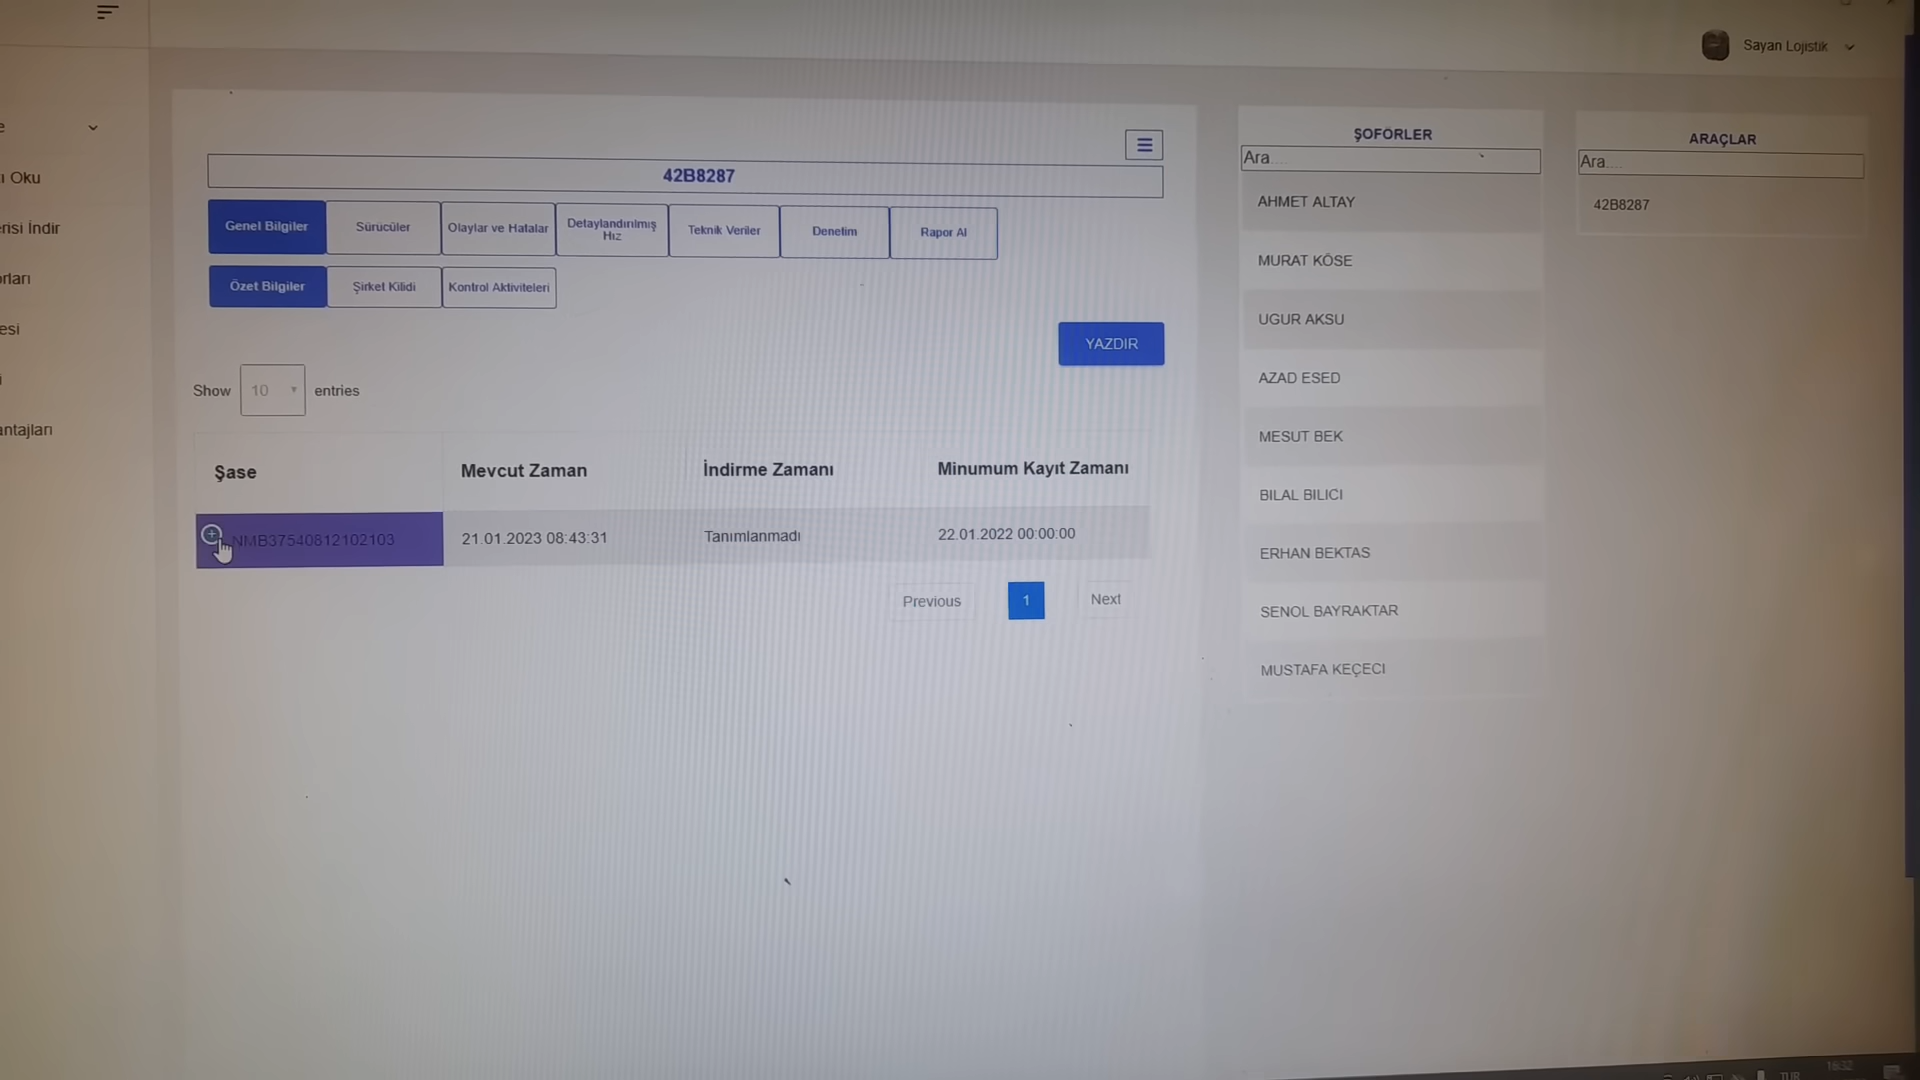 Sayan Lojistik
ı Oku
erisi İndir
orları
esi
i
antajları
42B8287
Genel Bilgiler
Sürücüler
Olaylar ve Hatalar
Detaylandırılmış
Hız
Teknik Veriler
Denetim
Rapor Al
Özet Bilgiler
Şirket Kilidi
Kontrol Aktiviteleri
YAZDIR
Show 10 entries
Şase Mevcut Zaman İndirme Zamanı Minumum Kayıt Zamanı
NMB37540812102103 21.01.2023 08:43:31 Tanımlanmadı 22.01.2022 00:00:00
Previous 1 Next
ŞOFÖRLER
Ara....
AHMET ALTAY
MURAT KÖSE
UGUR AKSU
AZAD ESED
MESUT BEK
BILAL BILICI
ERHAN BEKTAS
SENOL BAYRAKTAR
MUSTAFA KEÇECI
ARAÇLAR
Ara....
42B8287
TUR
16:32